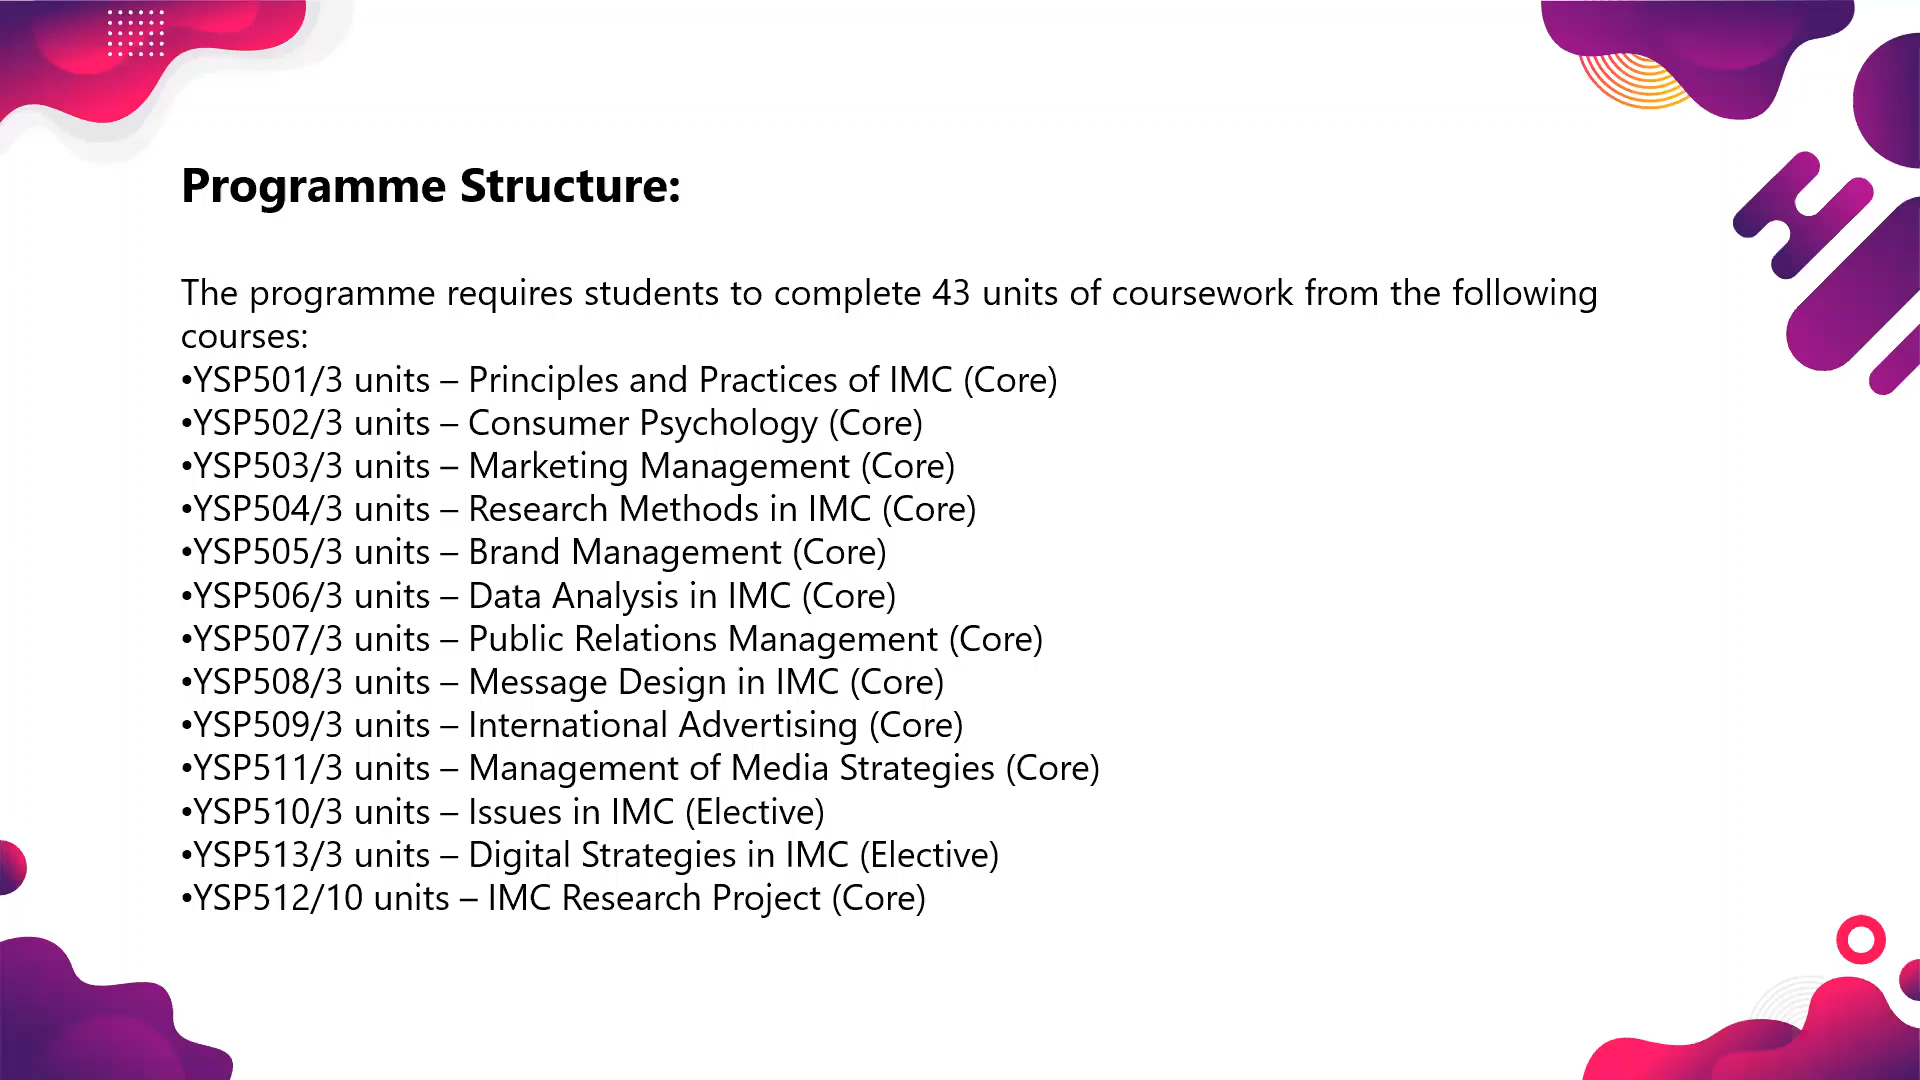 Programme Structure:
The programme requires students to complete 43 units of coursework from the following
courses:
•YSP501/3 units – Principles and Practices of IMC (Core)
•YSP502/3 units – Consumer Psychology (Core)
•YSP503/3 units – Marketing Management (Core)
•YSP504/3 units – Research Methods in IMC (Core)
•YSP505/3 units – Brand Management (Core)
•YSP506/3 units – Data Analysis in IMC (Core)
•YSP507/3 units – Public Relations Management (Core)
•YSP508/3 units – Message Design in IMC (Core)
•YSP509/3 units – International Advertising (Core)
•YSP511/3 units – Management of Media Strategies (Core)
•YSP510/3 units – Issues in IMC (Elective)
•YSP513/3 units – Digital Strategies in IMC (Elective)
•YSP512/10 units – IMC Research Project (Core)